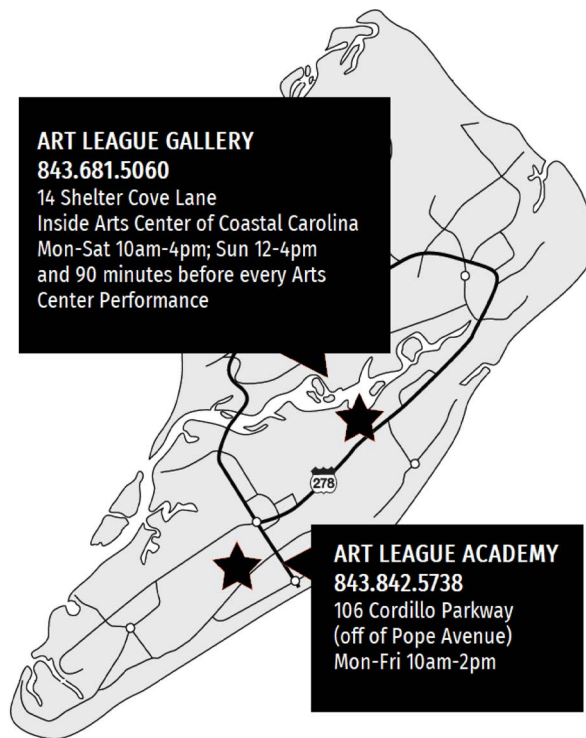 ART LEAGUE GALLERY
843.681.5060
14 Shelter Cove Lane
Inside Arts Center of Coastal Carolina
Mon-Sat 10am-4pm; Sun 12-4pm
and 90 minutes before every Arts
Center Performance
278
ART LEAGUE ACADEMY
843.842.5738
106 Cordillo Parkway
(off of Pope Avenue)
Mon-Fri 10am-2pm